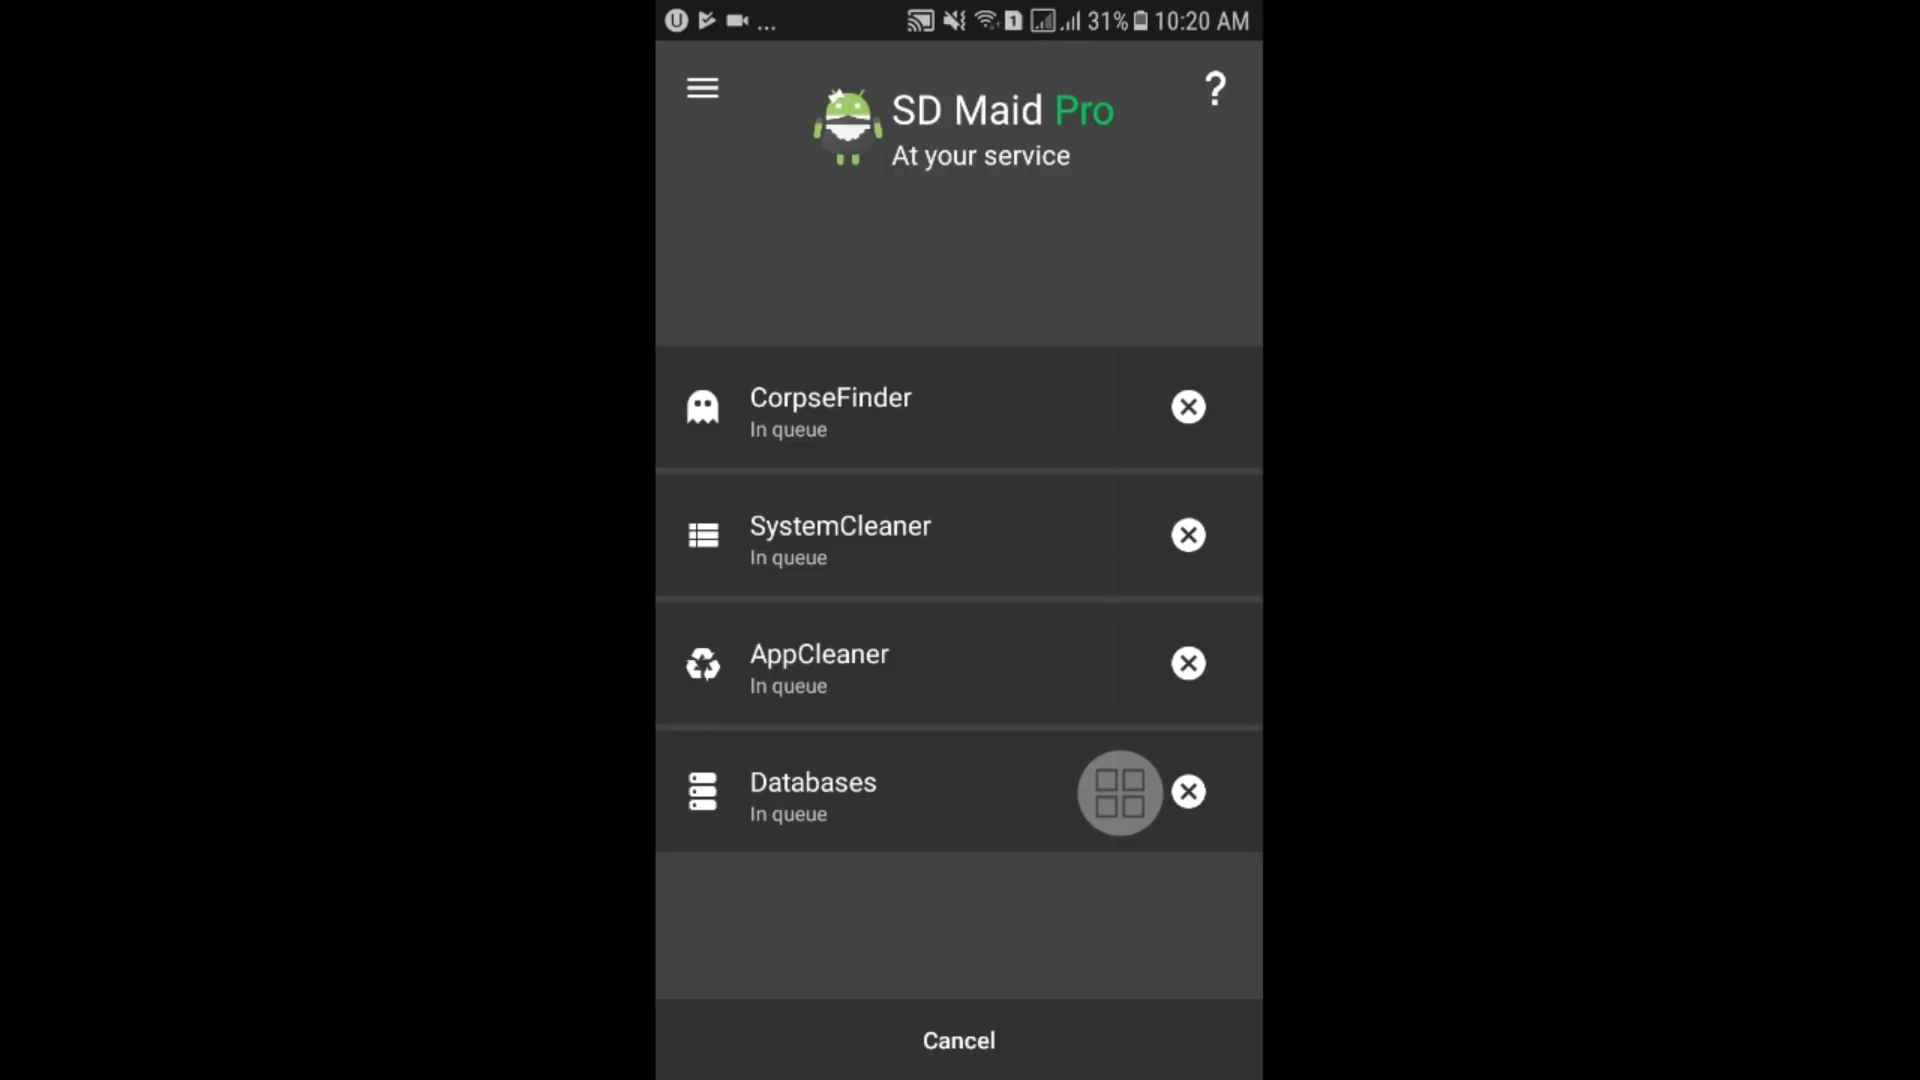 U ... 1 31% 10:20 AM
SD Maid Pro
At your service
?
CorpseFinder
In queue
SystemCleaner
In queue
AppCleaner
In queue
Databases
In queue
Cancel